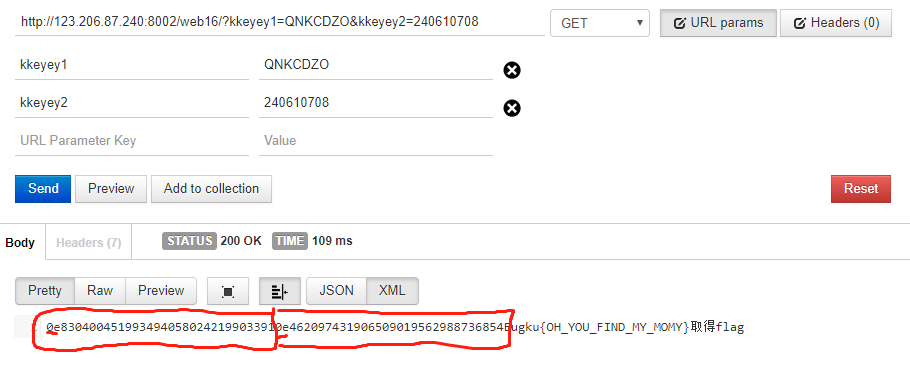 http://123.206.87.240:8002/web16/?kkeyey1=QNKCDZO&kkeyey2=240610708 GET URL params Headers (0)
kkeyey1 QNKCDZO
kkeyey2 240610708
URL Parameter Key Value
Send Preview Add to collection Reset
Body Headers (7) STATUS 200 OK TIME 109 ms
Pretty Raw Preview JSON XML
0e8304004519934940580242199033910e462097431906509019562988736854Bugku{OH_YOU_FIND_MY_MOMY}取得flag